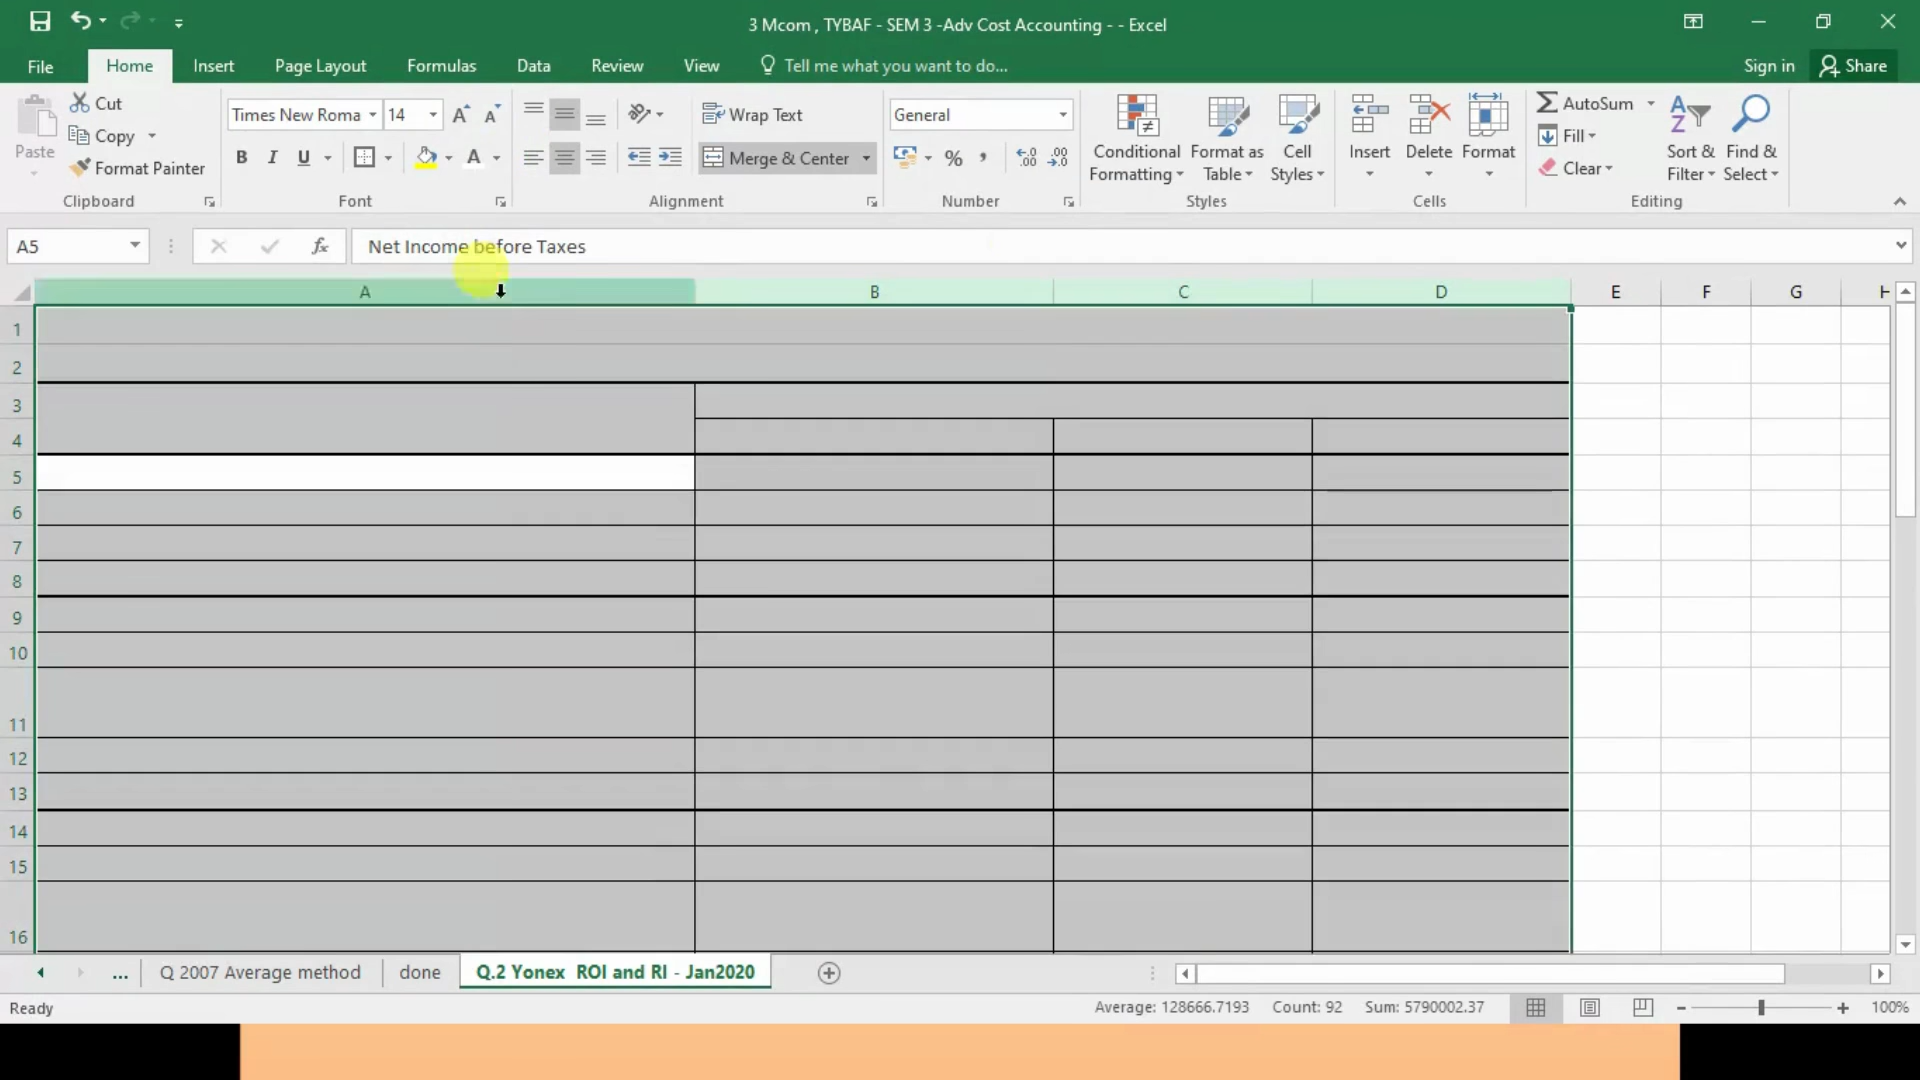 3 Mcom , TYBAF - SEM 3 -Adv Cost Accounting - - Excel
File Home Insert Page Layout Formulas Data Review View Tell me what you want to do... Sign in Share
Paste Cut Copy Format Painter Clipboard
Times New Roma 14 B I U A Font
Wrap Text Merge & Center Alignment
General % , .00 .00 Number
Conditional Formatting Format as Table Cell Styles Styles
Insert Delete Format Cells
AutoSum Fill Clear Sort & Filter Find & Select Editing
A5 fx Net Income before Taxes
A B C D E F G H
1
2
3
4
5
6
7
8
9
10
11
12
13
14
15
16
... Q 2007 Average method done Q.2 Yonex ROI and RI - Jan2020
Ready Average: 128666.7193 Count: 92 Sum: 5790002.37 100%